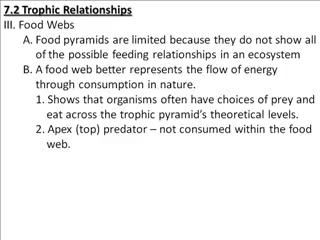 7.2 Trophic Relationships
III. Food Webs
A. Food pyramids are limited because they do not show all
of the possible feeding relationships in an ecosystem
B. A food web better represents the flow of energy
through consumption in nature.
1. Shows that organisms often have choices of prey and
eat across the trophic pyramid's theoretical levels.
2. Apex (top) predator – not consumed within the food
web.